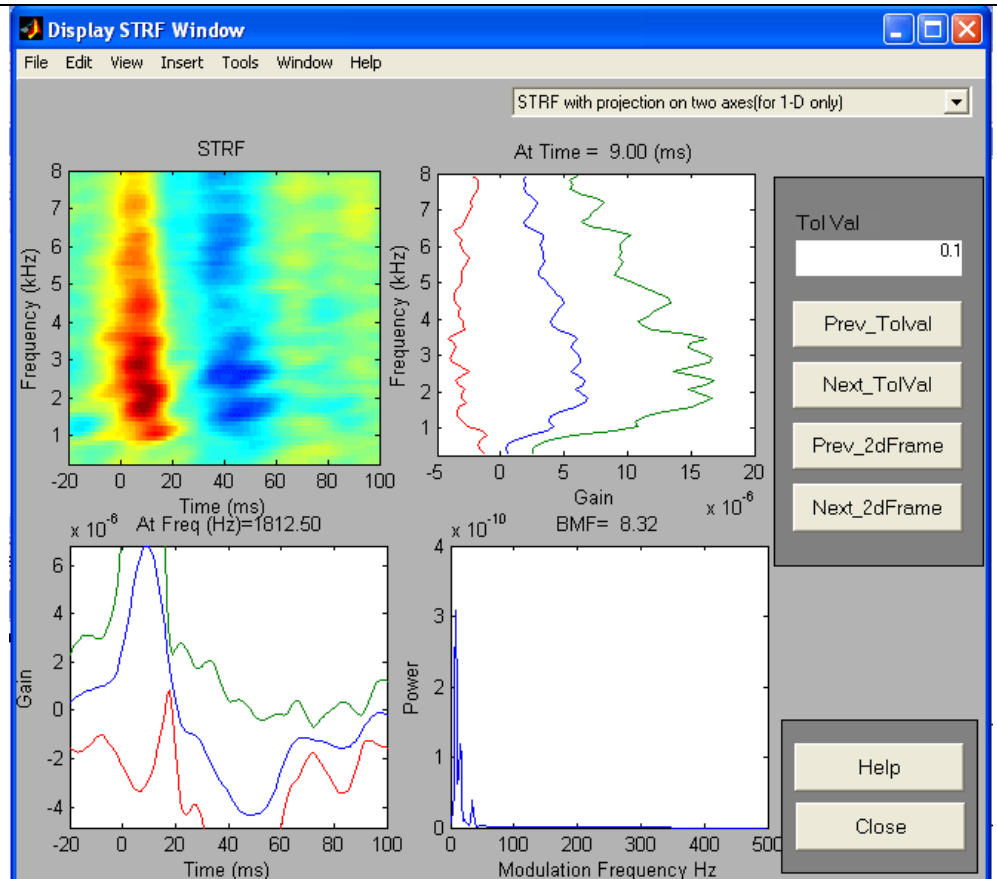 Display STRF Window
File Edit View Insert Tools Window Help
STRF with projection on two axes(for 1-D only)
STRF
8
7
6
5
4
3
2
1
Frequency (kHz)
-20 0 20 40 60 80 100
Time (ms)
At Time = 9.00 (ms)
8
7
6
5
4
3
2
1
Frequency (kHz)
-5 0 5 10 15 20
Gain
x 10^-6
Tol Val
0.1
Prev_Tolval
Next_TolVal
Prev_2dFrame
Next_2dFrame
x 10^-6
At Freq (Hz)=1812.50
6
4
2
0
-2
-4
Gain
-20 0 20 40 60 80 100
Time (ms)
x 10^-10
BMF= 8.32
4
3
2
1
0
Power
0 100 200 300 400 500
Modulation Frequency Hz
Help
Close